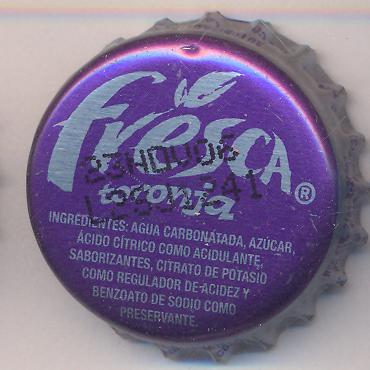 Fresca®
23NOV06
toronja
INGREDIENTES: AGUA CARBONATADA, AZÚCAR,
ÁCIDO CÍTRICO COMO ACIDULANTE,
SABORIZANTES, CITRATO DE POTASIO
COMO REGULADOR DE ACIDEZ Y
BENZOATO DE SODIO COMO
PRESERVANTE.